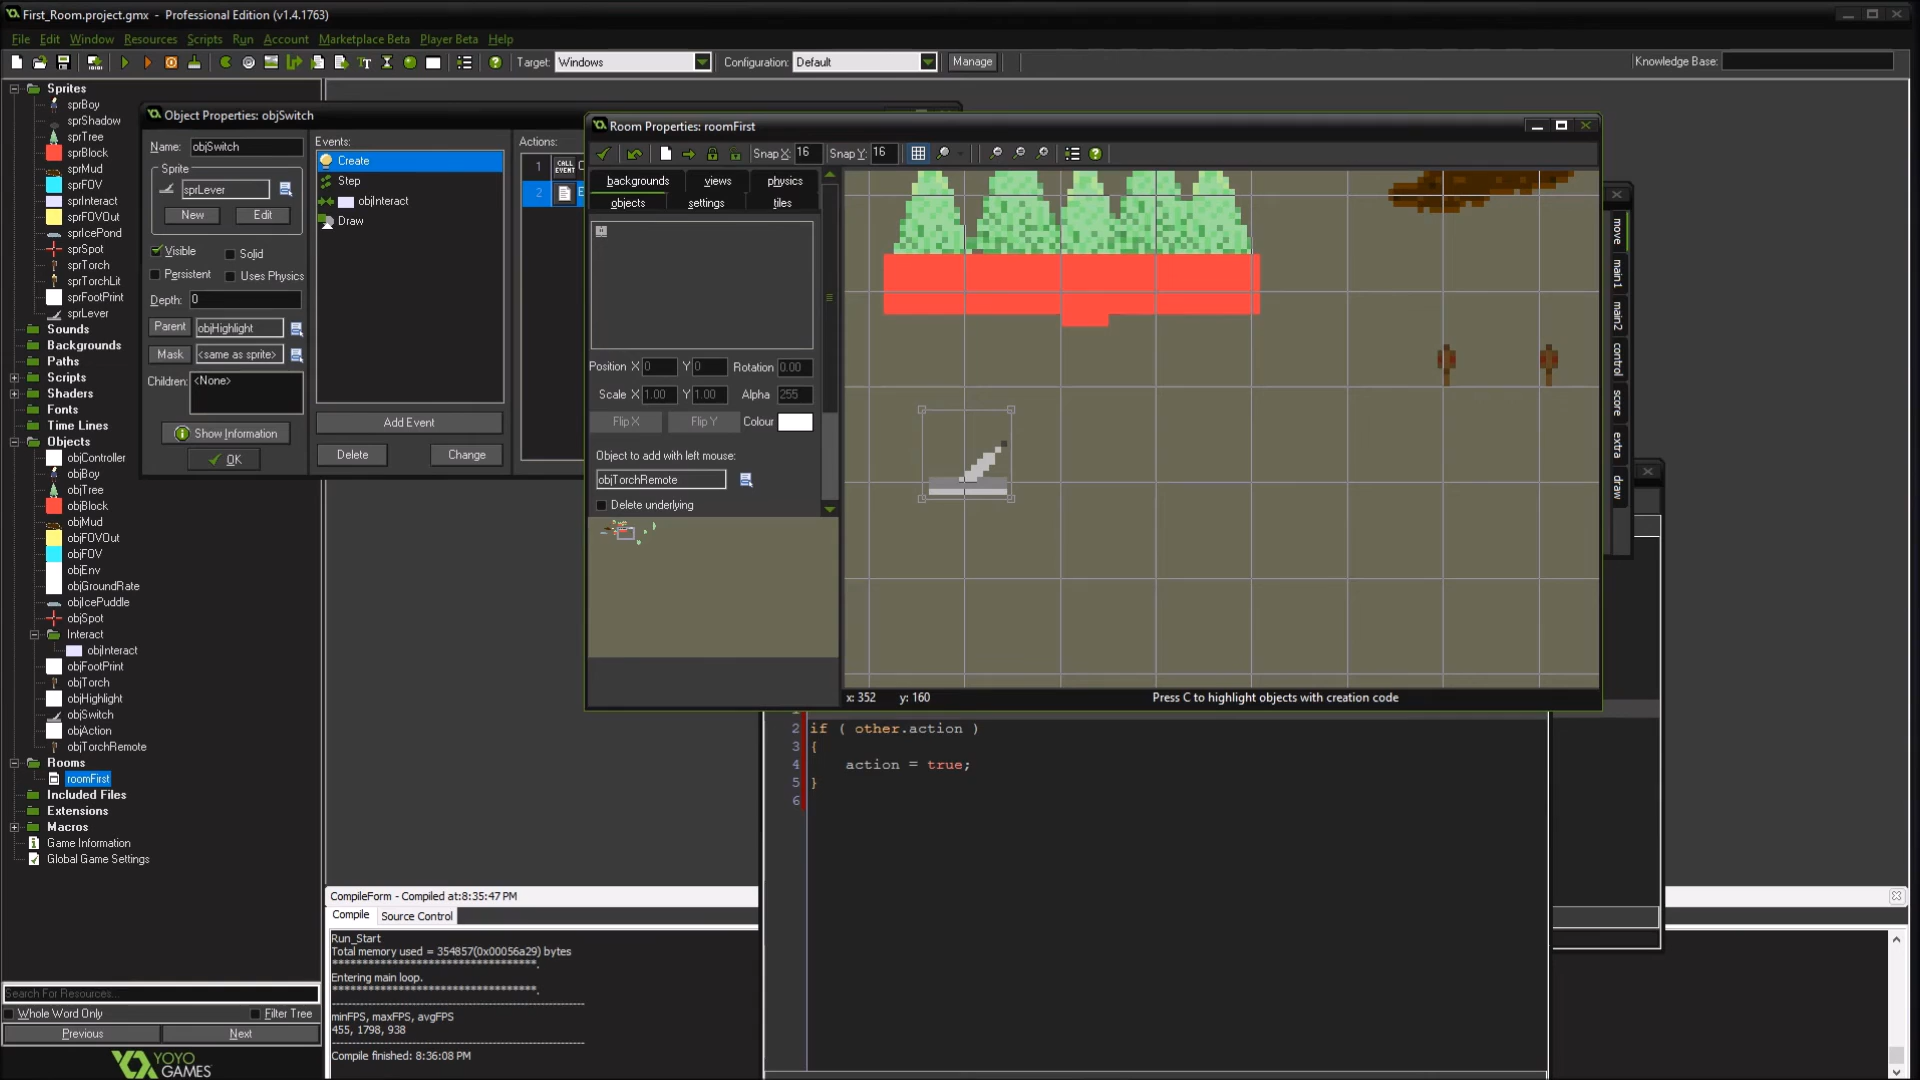 First_Room.project.gmx - Professional Edition (v1.4.1763)
File Edit Window Resources Scripts Run Account Marketplace Beta Player Beta Help
Target: Windows Configuration: Default Manage Knowledge Base:
Sprites
sprBoy
sprShadow
sprTree
sprBlock
sprMud
sprFOV
sprInteract
sprFOVOut
sprIcePond
sprSpot
sprTorch
sprTorchLit
sprFootPrint
sprLever
Sounds
Backgrounds
Paths
Scripts
Shaders
Fonts
Time Lines
Objects
objController
objBoy
objTree
objBlock
objMud
objFOVOut
objFOV
objEnv
objGroundRate
objIcePuddle
objSpot
Interact
objInteract
objFootPrint
objTorch
objHighlight
objSwitch
objAction
objTorchRemote
Rooms
roomFirst
Included Files
Extensions
Macros
Game Information
Global Game Settings
Search For Resources...
Whole Word Only Filter Tree
Previous Next
YOYO
GAMES
Object Properties: objSwitch
Name: objSwitch
Sprite
sprLever
New Edit
Visible Solid
Persistent Uses Physics
Depth: 0
Parent objHighlight
Mask <same as sprite>
Children: <None>
Show Information
OK
Events:
Create
Step
objInteract
Draw
Add Event
Delete Change
Actions:
1 CALL EVENT
2
Room Properties: roomFirst
Snap X: 16 Snap Y: 16
backgrounds views physics
objects settings tiles
Position X 0 Y 0 Rotation 0.00
Scale X 1.00 Y 1.00 Alpha 255
Flip X Flip Y Colour
Object to add with left mouse:
objTorchRemote
Delete underlying
x: 352 y: 160 Press C to highlight objects with creation code
move
main1
main2
control
score
extra
draw
2 if ( other.action )
3 {
4 action = true;
5 }
6
CompileForm - Compiled at:8:35:47 PM
Compile Source Control
Run_Start
Total memory used = 354857(0x00056a29) bytes
**********************************.
Entering main loop.
**********************************.
minFPS, maxFPS, avgFPS
455, 1798, 938
Compile finished: 8:36:08 PM